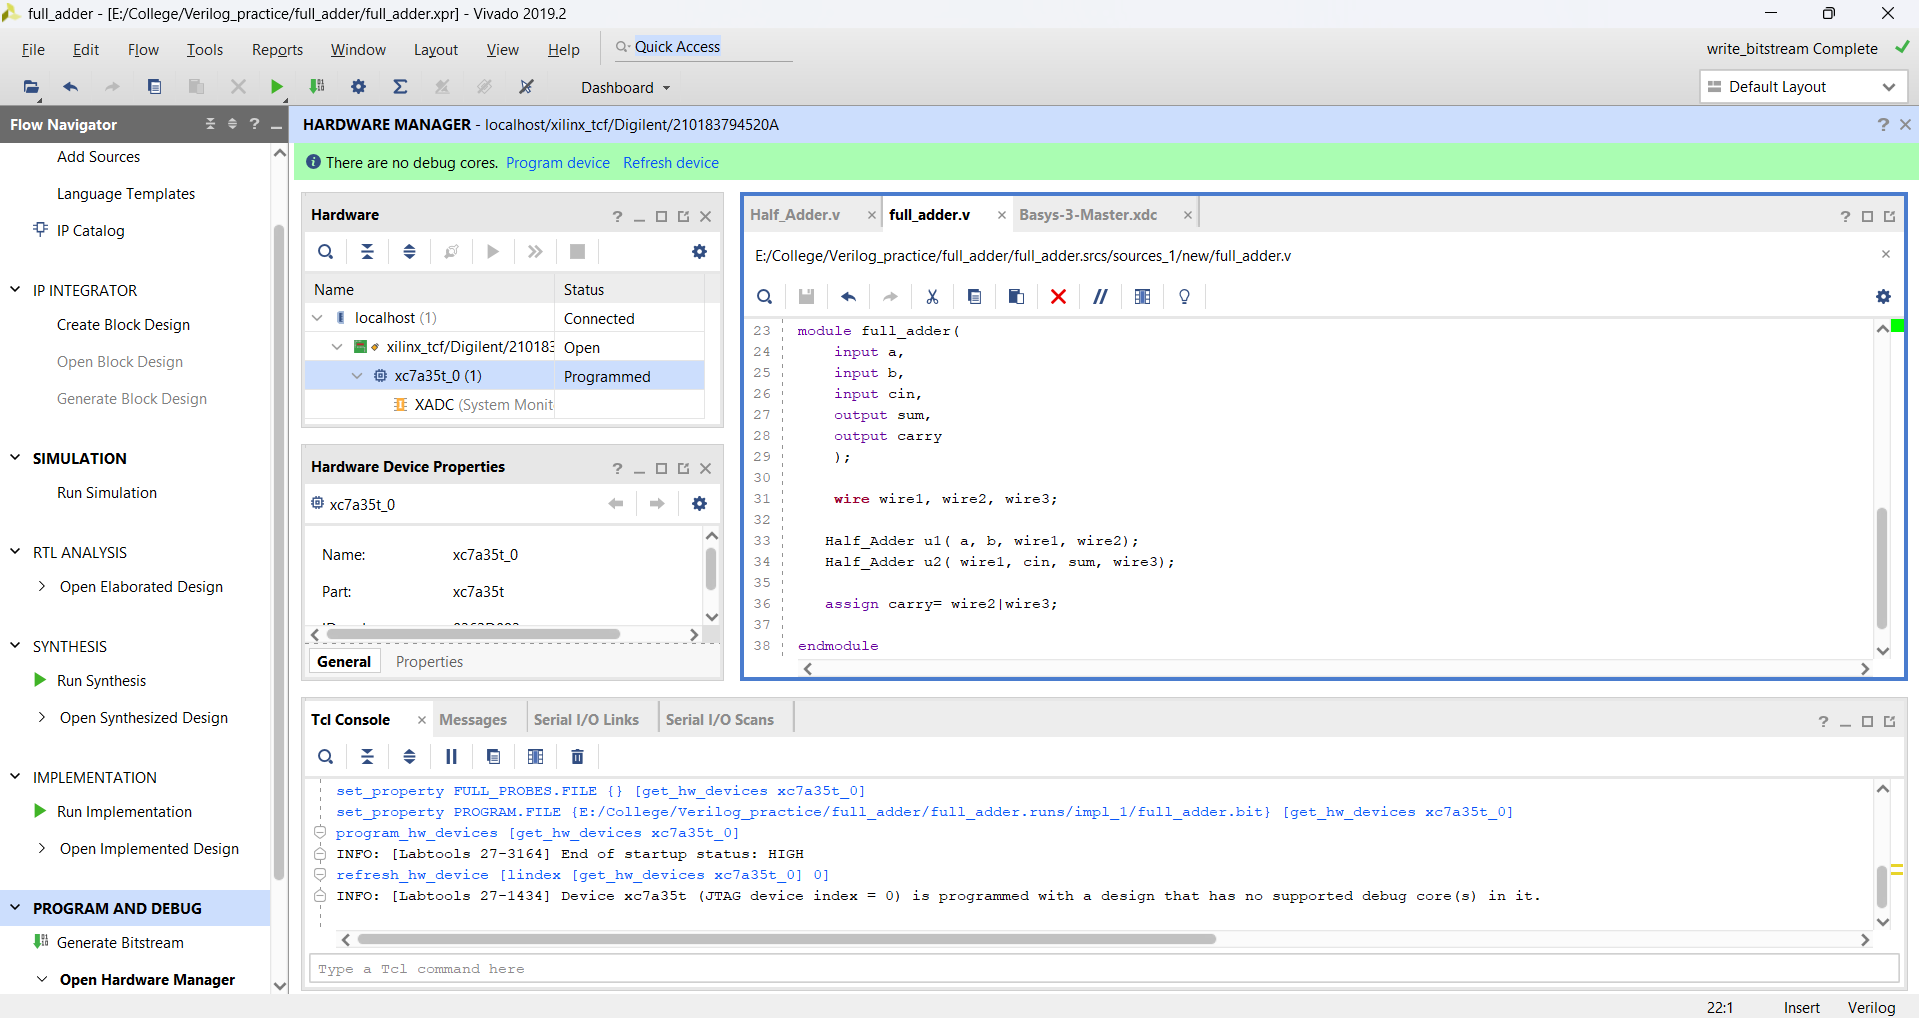 full_adder - [E:/College/Verilog_practice/full_adder/full_adder.xpr] - Vivado 2019.2
File Edit Flow Tools Reports Window Layout View Help Quick Access
write_bitstream Complete
Dashboard
Default Layout
Flow Navigator
Add Sources
Language Templates
IP Catalog
IP INTEGRATOR
Create Block Design
Open Block Design
Generate Block Design
SIMULATION
Run Simulation
RTL ANALYSIS
Open Elaborated Design
SYNTHESIS
Run Synthesis
Open Synthesized Design
IMPLEMENTATION
Run Implementation
Open Implemented Design
PROGRAM AND DEBUG
Generate Bitstream
Open Hardware Manager
HARDWARE MANAGER - localhost/xilinx_tcf/Digilent/210183794520A
There are no debug cores. Program device Refresh device
Hardware
Name Status
localhost (1) Connected
xilinx_tcf/Digilent/210183 Open
xc7a35t_0 (1) Programmed
XADC (System Monit
Hardware Device Properties
xc7a35t_0
Name: xc7a35t_0
Part: xc7a35t
General Properties
Half_Adder.v full_adder.v Basys-3-Master.xdc
E:/College/Verilog_practice/full_adder/full_adder.srcs/sources_1/new/full_adder.v
23 module full_adder(
24 input a,
25 input b,
26 input cin,
27 output sum,
28 output carry
29 );
30
31 wire wire1, wire2, wire3;
32
33 Half_Adder u1( a, b, wire1, wire2);
34 Half_Adder u2( wire1, cin, sum, wire3);
35
36 assign carry= wire2|wire3;
37
38 endmodule
Tcl Console Messages Serial I/O Links Serial I/O Scans
set_property FULL_PROBES.FILE {} [get_hw_devices xc7a35t_0]
set_property PROGRAM.FILE {E:/College/Verilog_practice/full_adder/full_adder.runs/impl_1/full_adder.bit} [get_hw_devices xc7a35t_0]
program_hw_devices [get_hw_devices xc7a35t_0]
INFO: [Labtools 27-3164] End of startup status: HIGH
refresh_hw_device [lindex [get_hw_devices xc7a35t_0] 0]
INFO: [Labtools 27-1434] Device xc7a35t (JTAG device index = 0) is programmed with a design that has no supported debug core(s) in it.
Type a Tcl command here
22:1 Insert Verilog